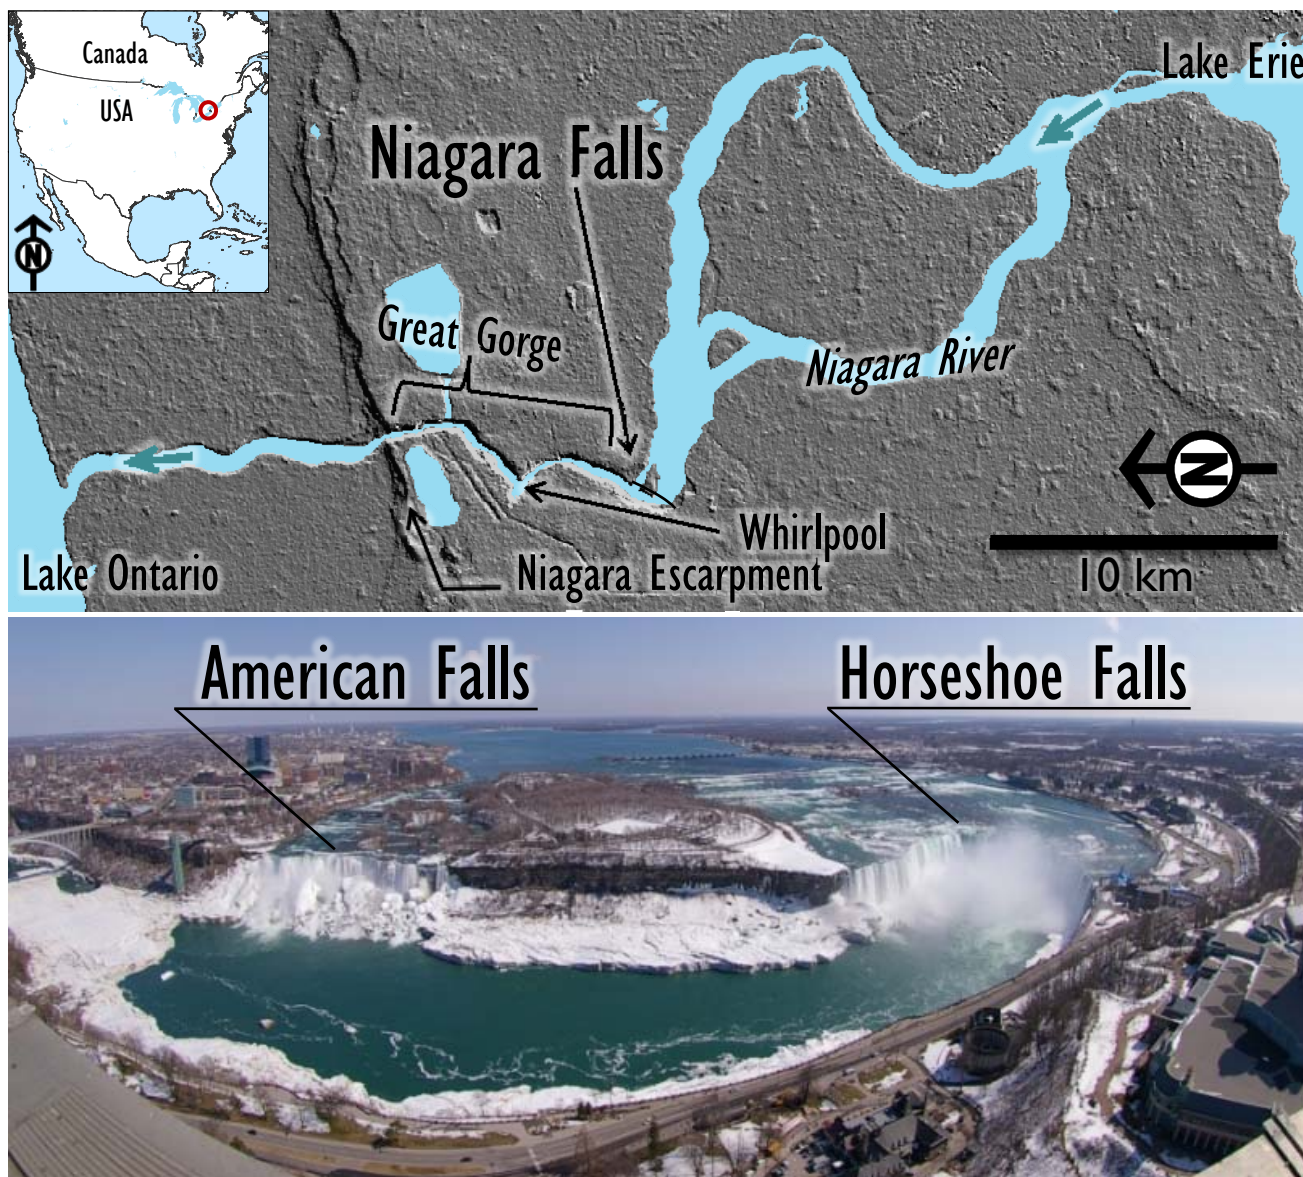 Canada
USA
N
Lake Erie
Niagara Falls
Great Gorge
Niagara River
N
Whirlpool
10 km
Lake Ontario
Niagara Escarpment
American Falls
Horseshoe Falls